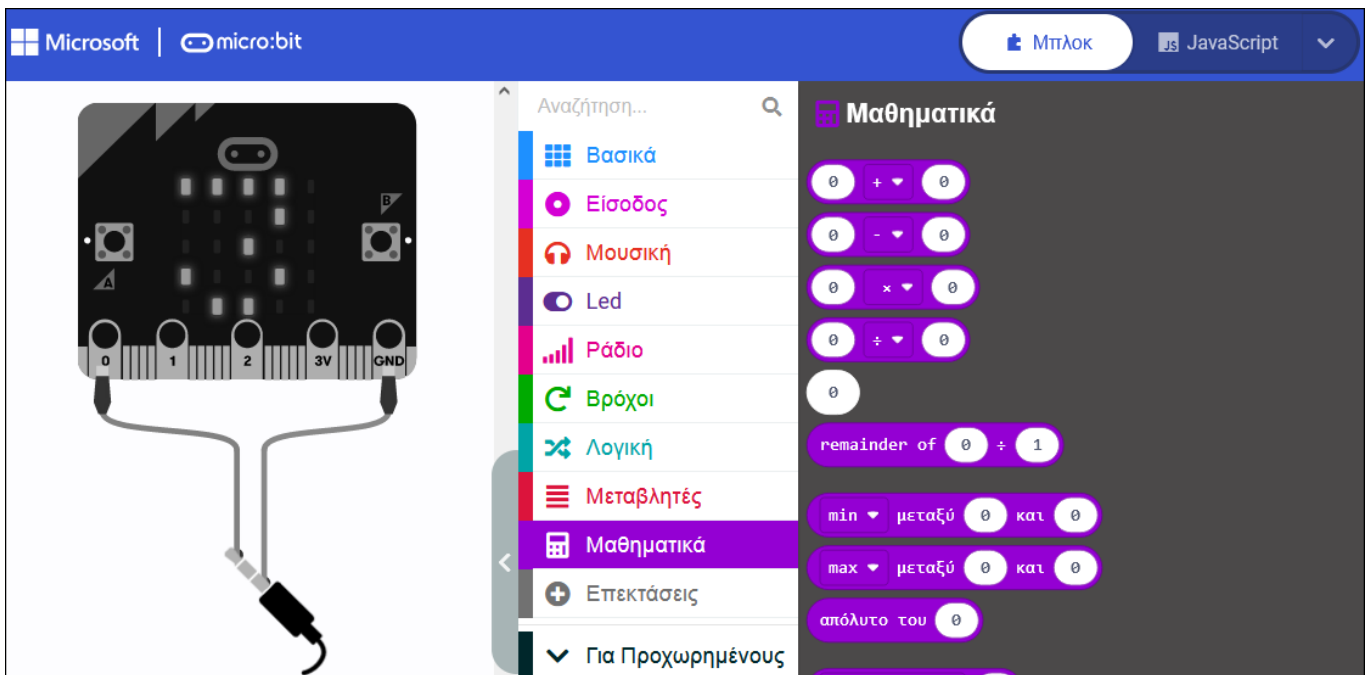 Microsoft micro:bit
Μπλοκ
JS JavaScript
B
A
0 1 2 3V GND
Αναζήτηση...
Βασικά
Είσοδος
Μουσική
Led
Ράδιο
Βρόχοι
Λογική
Μεταβλητές
Μαθηματικά
Επεκτάσεις
Για Προχωρημένους
Μαθηματικά
0 + 0
0 - 0
0 × 0
0 ÷ 0
0
remainder of 0 ÷ 1
min μεταξύ 0 και 0
max μεταξύ 0 και 0
απόλυτο του 0